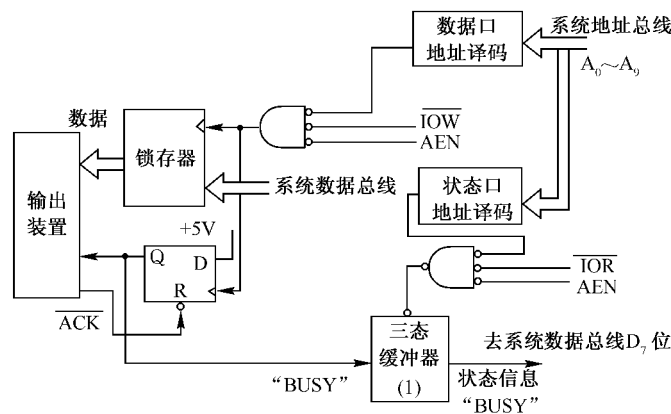 数据口
地址译码
系统地址总线
A₀～A₉
数据
锁存器
IOW
AEN
系统数据总线
状态口
地址译码
输出
装置
+5V
Q
D
R
IOR
AEN
ACK
三态
缓冲器
(1)
去系统数据总线D₇位
状态信息
“BUSY”
“BUSY”